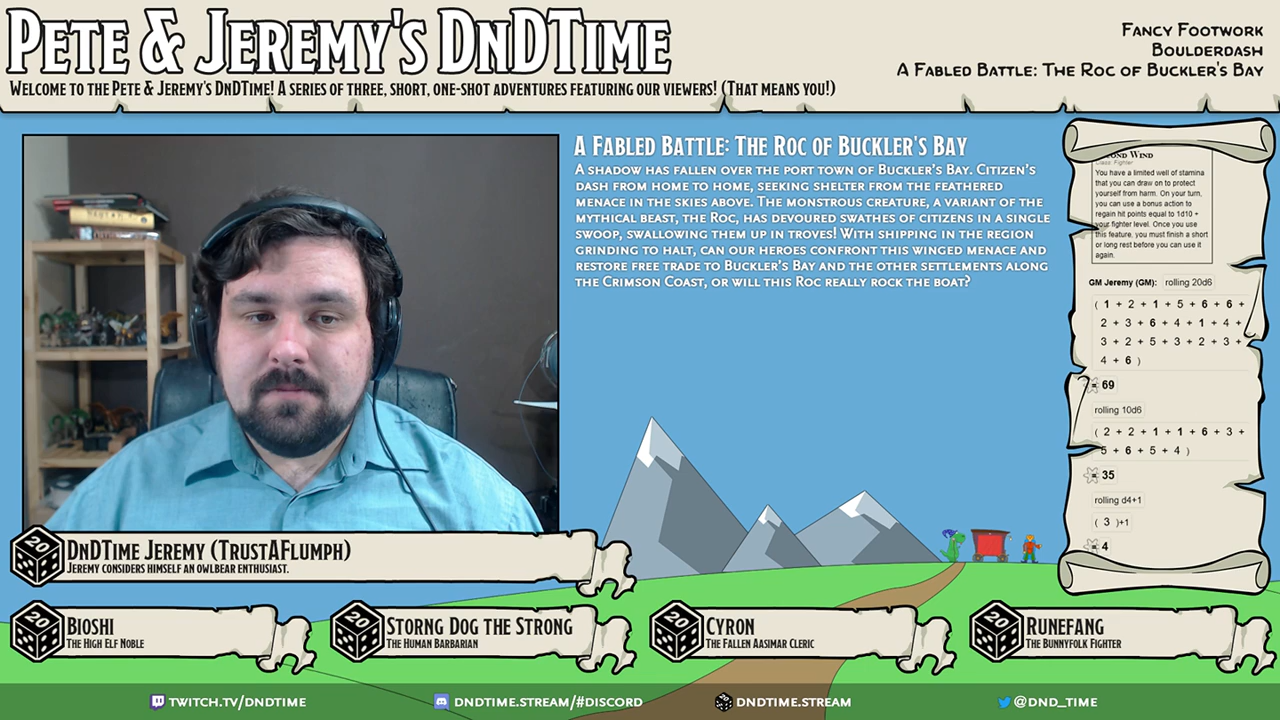 PETE & JEREMY'S DNDTIME
WELCOME TO THE PETE & JEREMY'S DNDTIME! A SERIES OF THREE, SHORT, ONE-SHOT ADVENTURES FEATURING OUR VIEWERS! (THAT MEANS YOU!)
FANCY FOOTWORK
BOULDERDASH
A FABLED BATTLE: THE ROC OF BUCKLER'S BAY
A FABLED BATTLE: THE ROC OF BUCKLER'S BAY
A SHADOW HAS FALLEN OVER THE PORT TOWN OF BUCKLER'S BAY. CITIZEN'S
DASH FROM HOME TO HOME, SEEKING SHELTER FROM THE FEATHERED
MENACE IN THE SKIES ABOVE. THE MONSTROUS CREATURE, A VARIANT OF THE
MYTHICAL BEAST, THE ROC, HAS DEVOURED SWATHES OF CITIZENS IN A SINGLE
SWOOP, SWALLOWING THEM UP IN TROVES! WITH SHIPPING IN THE REGION
GRINDING TO HALT, CAN OUR HEROES CONFRONT THIS WINGED MENACE AND
RESTORE FREE TRADE TO BUCKLER'S BAY AND THE OTHER SETTLEMENTS ALONG
THE CRIMSON COAST, OR WILL THIS ROC REALLY ROCK THE BOAT?
WIND
Class Fighter
You have a limited well of stamina
that you can draw on to protect
yourself from harm. On your turn,
you can use a bonus action to
regain hit points equal to 1d10 +
your fighter level. Once you use
this feature, you must finish a short
or long rest before you can use it
again.
GM Jeremy (GM): rolling 20d6
( 1 + 2 + 1 + 5 + 6 + 6 +
2 + 3 + 6 + 4 + 1 + 4 +
3 + 2 + 5 + 3 + 2 + 3 +
4 + 6 )
= 69
rolling 10d6
( 2 + 2 + 1 + 1 + 6 + 3 +
5 + 6 + 5 + 4 )
= 35
rolling d4+1
( 3 )+1
= 4
20
DNDTIME JEREMY (TRUSTAFLUMPH)
JEREMY CONSIDERS HIMSELF AN OWLBEAR ENTHUSIAST.
20
BIOSHI
THE HIGH ELF NOBLE
20
STORNG DOG THE STRONG
THE HUMAN BARBARIAN
20
CYRON
THE FALLEN AASIMAR CLERIC
20
RUNEFANG
THE BUNNYFOLK FIGHTER
TWITCH.TV/DNDTIME
DNDTIME.STREAM/#DISCORD
DNDTIME.STREAM
@DND_TIME